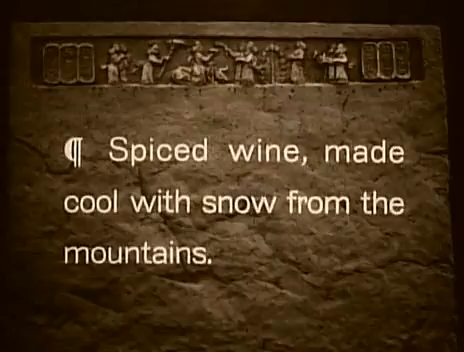 ¶ Spiced wine, made
cool with snow from the
mountains.